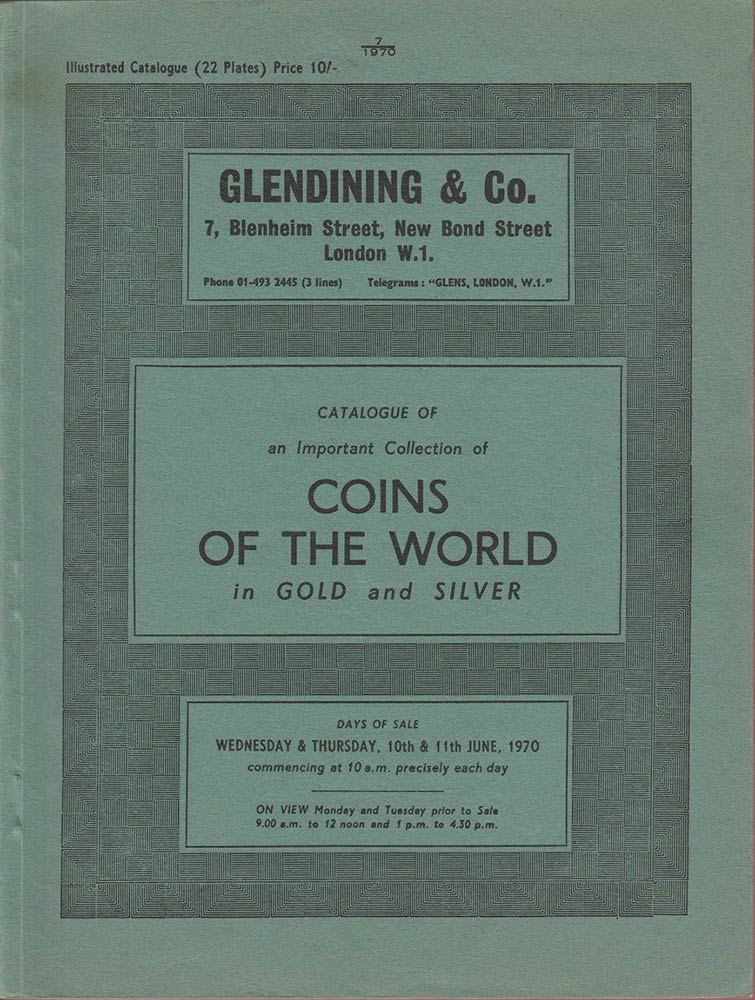 7
1970
Illustrated Catalogue (22 Plates) Price 10/-
GLENDINING & Co.
7, Blenheim Street, New Bond Street
London W.1.
Phone 01-493 2445 (3 lines) Telegrams: "GLENS, LONDON, W.1."
CATALOGUE OF
an Important Collection of
COINS
OF THE WORLD
in GOLD and SILVER
DAYS OF SALE
WEDNESDAY & THURSDAY, 10th & 11th JUNE, 1970
commencing at 10 a.m. precisely each day
ON VIEW Monday and Tuesday prior to Sale
9.00 a.m. to 12 noon and 1 p.m. to 4.30 p.m.